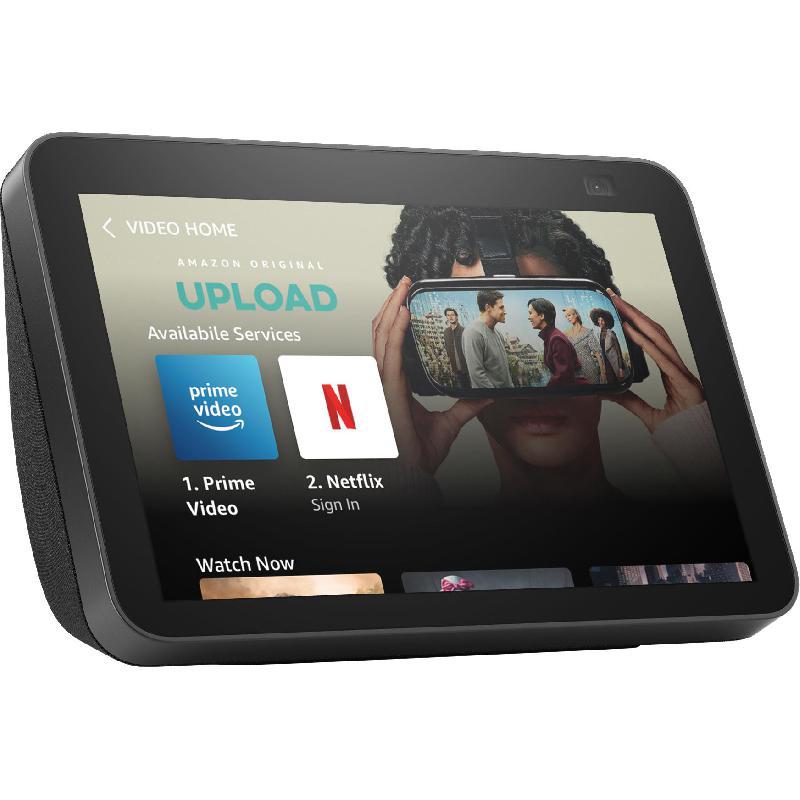 VIDEO HOME
AMAZON ORIGINAL
UPLOAD
Availabile Services
prime
video
N
1. Prime
Video
2. Netflix
Sign In
Watch Now